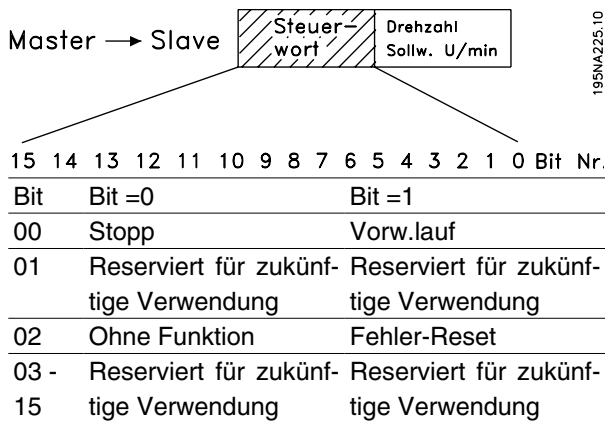 Master → Slave
Steuer-
wort
Drehzahl
Sollw. U/min
195NA225.10
15 14 13 12 11 10 9 8 7 6 5 4 3 2 1 0 Bit Nr.
Bit Bit =0 Bit =1
00 Stopp Vorw.lauf
01 Reserviert für zukünf- Reserviert für zukünf-
tige Verwendung tige Verwendung
02 Ohne Funktion Fehler-Reset
03 - Reserviert für zukünf- Reserviert für zukünf-
15 tige Verwendung tige Verwendung